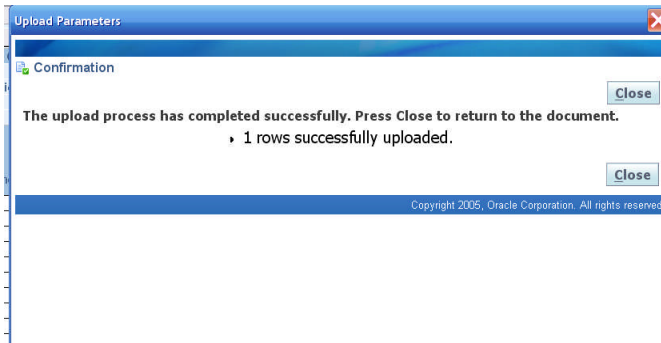 Upload Parameters
Confirmation
Close
The upload process has completed successfully. Press Close to return to the document.
1 rows successfully uploaded.
Close
Copyright 2005, Oracle Corporation. All rights reserved